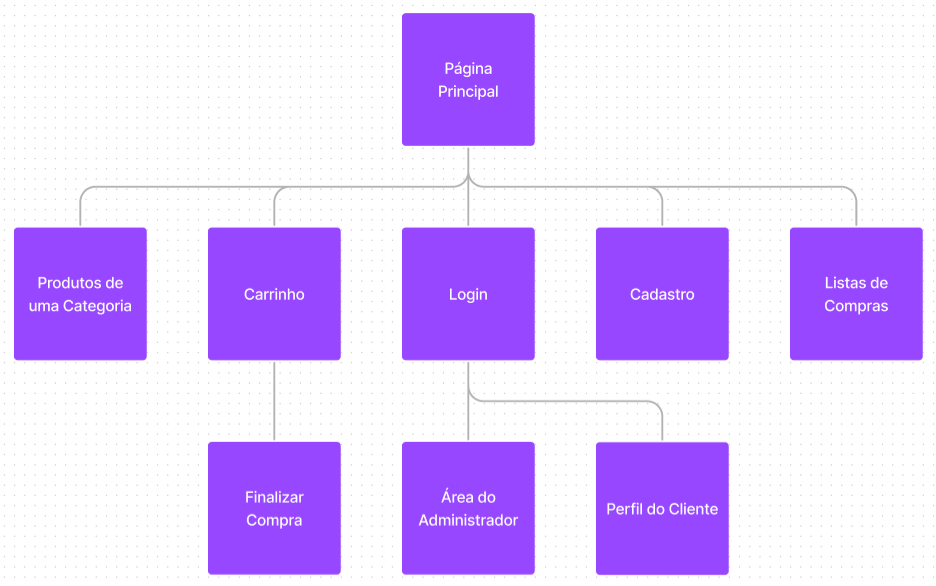 Página
Principal
Produtos de
uma Categoria
Carrinho
Login
Cadastro
Listas de
Compras
Finalizar
Compra
Área do
Administrador
Perfil do Cliente